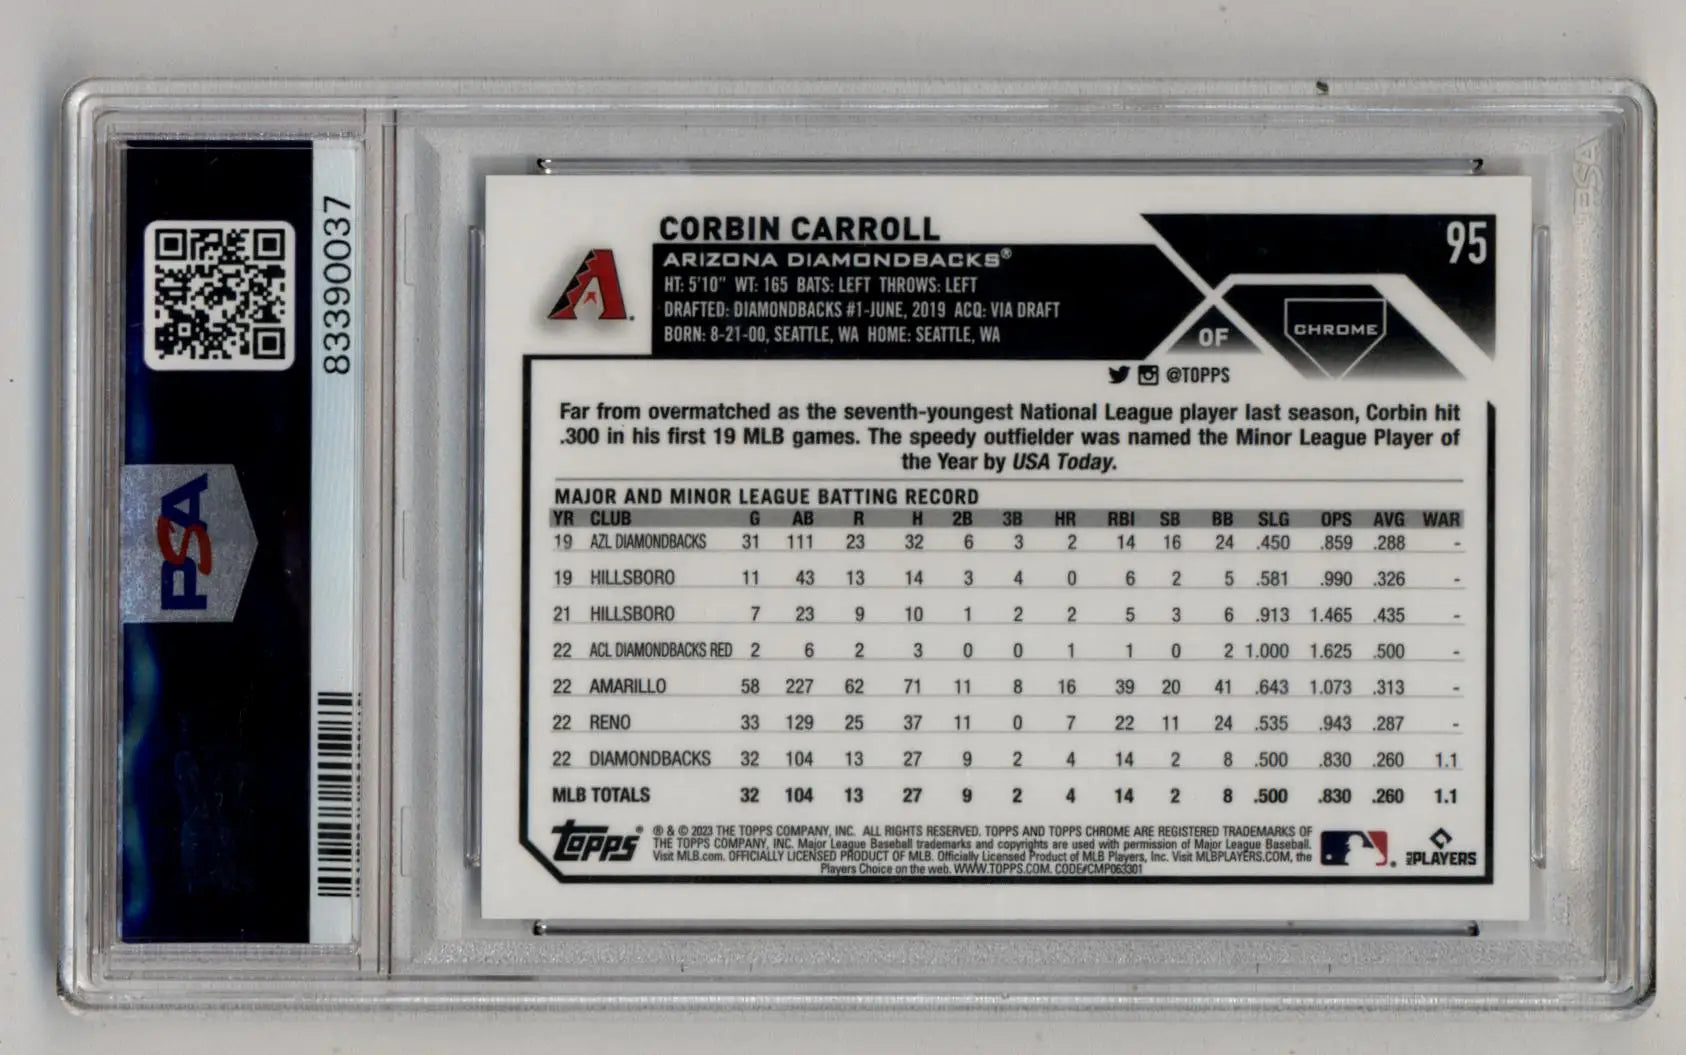 83390037
PSA
PSA
CORBIN CARROLL
95
ARIZONA DIAMONDBACKS®
HT: 5'10" WT: 165 BATS: LEFT THROWS: LEFT
DRAFTED: DIAMONDBACKS #1-JUNE, 2019 ACQ: VIA DRAFT
BORN: 8-21-00, SEATTLE, WA HOME: SEATTLE, WA
OF
CHROME
@TOPPS
Far from overmatched as the seventh-youngest National League player last season, Corbin hit
.300 in his first 19 MLB games. The speedy outfielder was named the Minor League Player of
the Year by USA Today.
MAJOR AND MINOR LEAGUE BATTING RECORD
YR CLUB G AB R H 2B 3B HR RBI SB BB SLG OPS AVG WAR
19 AZL DIAMONDBACKS 31 111 23 32 6 3 2 14 16 24 .450 .859 .288 -
19 HILLSBORO 11 43 13 14 3 4 0 6 2 5 .581 .990 .326 -
21 HILLSBORO 7 23 9 10 1 2 2 5 3 6 .913 1.465 .435 -
22 ACL DIAMONDBACKS RED 2 6 2 3 0 0 1 1 0 2 1.000 1.625 .500 -
22 AMARILLO 58 227 62 71 11 8 16 39 20 41 .643 1.073 .313 -
22 RENO 33 129 25 37 11 0 7 22 11 24 .535 .943 .287 -
22 DIAMONDBACKS 32 104 13 27 9 2 4 14 2 8 .500 .830 .260 1.1
MLB TOTALS 32 104 13 27 9 2 4 14 2 8 .500 .830 .260 1.1
topps®
® & © 2023 THE TOPPS COMPANY, INC. ALL RIGHTS RESERVED. TOPPS AND TOPPS CHROME ARE REGISTERED TRADEMARKS OF
THE TOPPS COMPANY, INC. Major League Baseball trademarks and copyrights are used with permission of Major League Baseball.
Visit MLB.com. OFFICIALLY LICENSED PRODUCT OF MLB. Officially Licensed Product of MLB Players, Inc. Visit MLBPLAYERS.COM, the
Players Choice on the web. WWW.TOPPS.COM. CODE#CMP063301
MLB PLAYERS